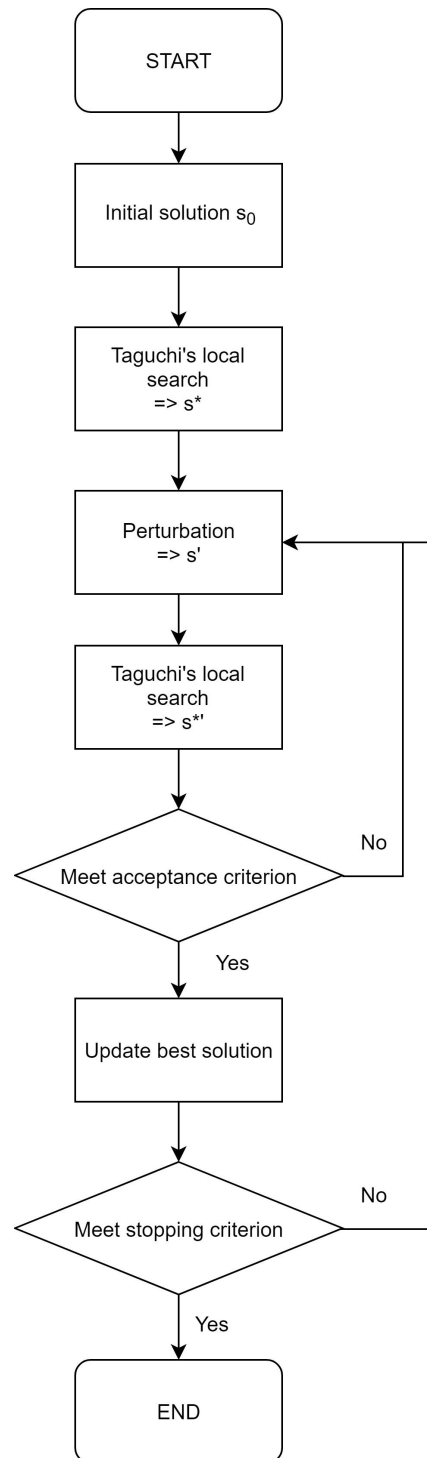 START
Initial solution s₀
Taguchi's local
search
=> s*
Perturbation
=> s'
Taguchi's local
search
=> s*'
No
Meet acceptance criterion
Yes
Update best solution
No
Meet stopping criterion
Yes
END